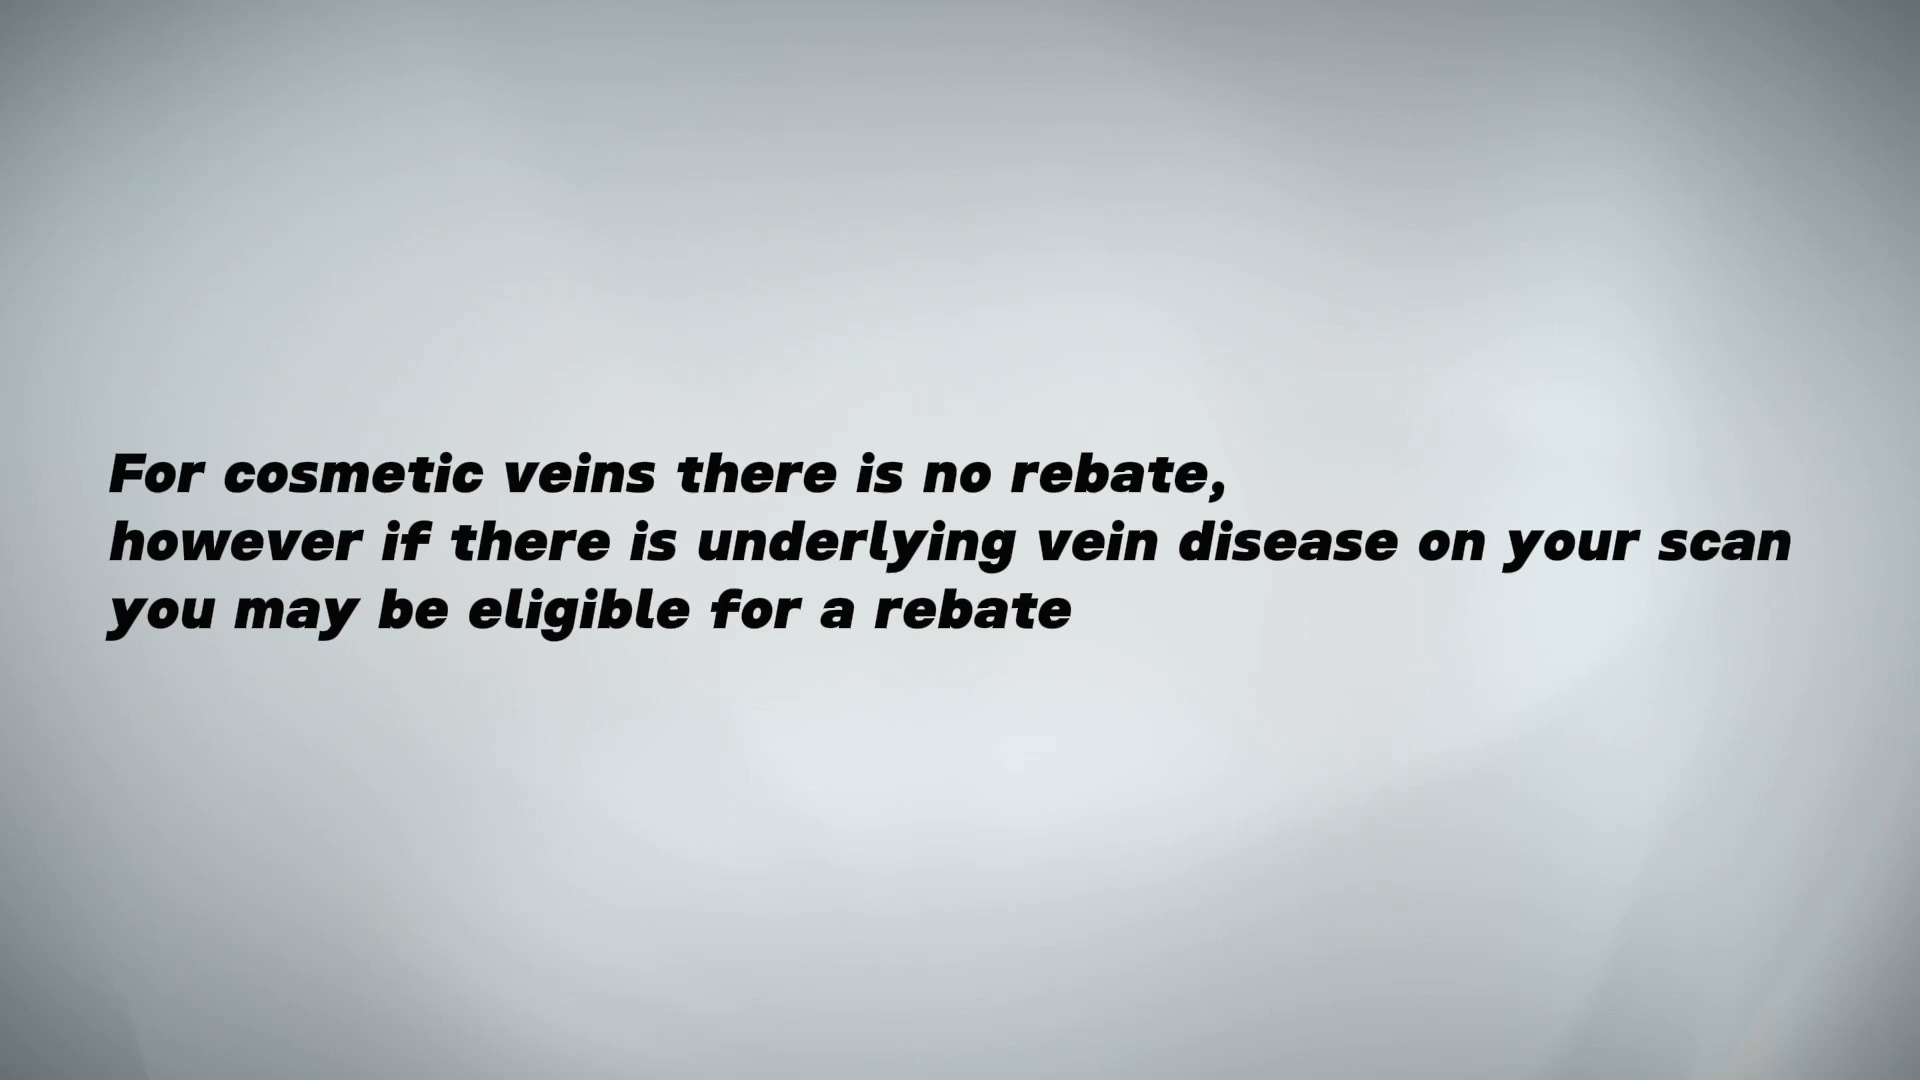 For cosmetic veins there is no rebate,
however if there is underlying vein disease on your scan
you may be eligible for a rebate